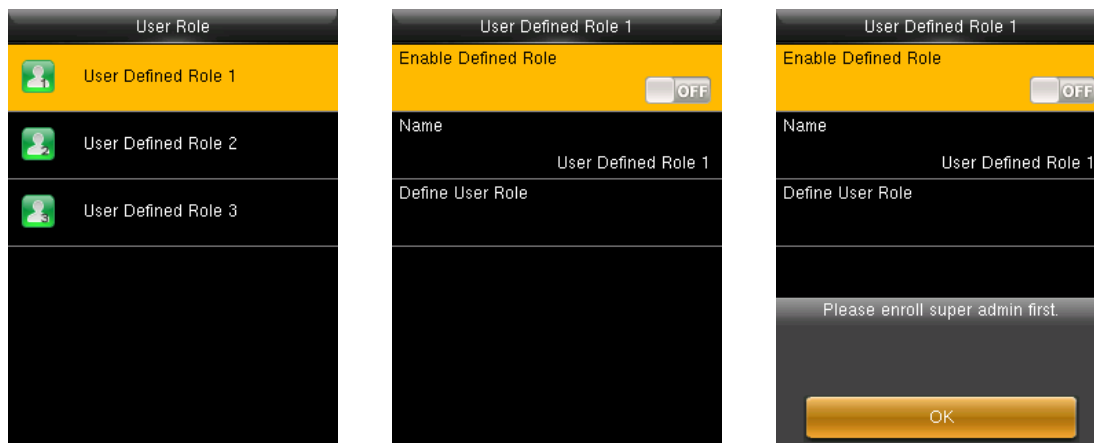 User Role
User Defined Role 1
User Defined Role 2
User Defined Role 3
User Defined Role 1
Enable Defined Role
OFF
Name
User Defined Role 1
Define User Role
User Defined Role 1
Enable Defined Role
OFF
Name
User Defined Role 1
Define User Role
Please enroll super admin first.
OK